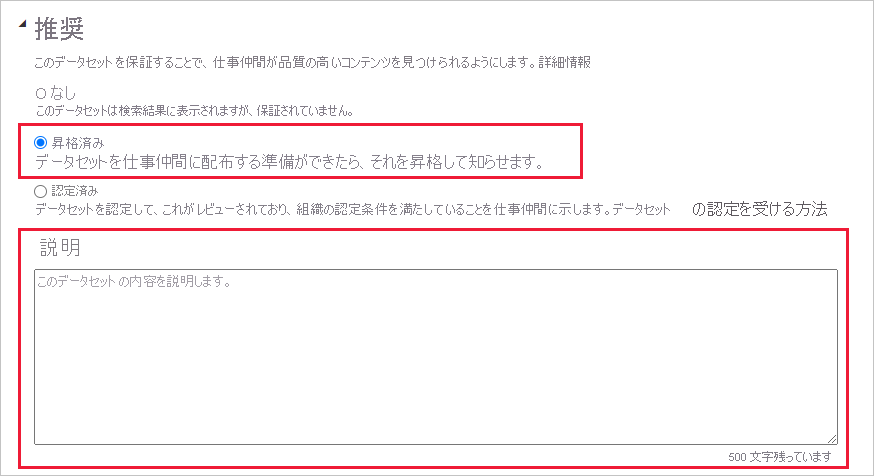 推奨
このデータセットを保証することで、仕事仲間が品質の高いコンテンツを見つけられるようにします。詳細情報
なし
このデータセットは検索結果に表示されますが、保証されていません。
昇格済み
データセットを仕事仲間に配布する準備ができたら、それを昇格して知らせます。
認定済み
データセットを認定して、これがレビューされており、組織の認定条件を満たしていることを仕事仲間に示します。データセット の認定を受ける方法
説明
このデータセットの内容を説明します。
500 文字残っています